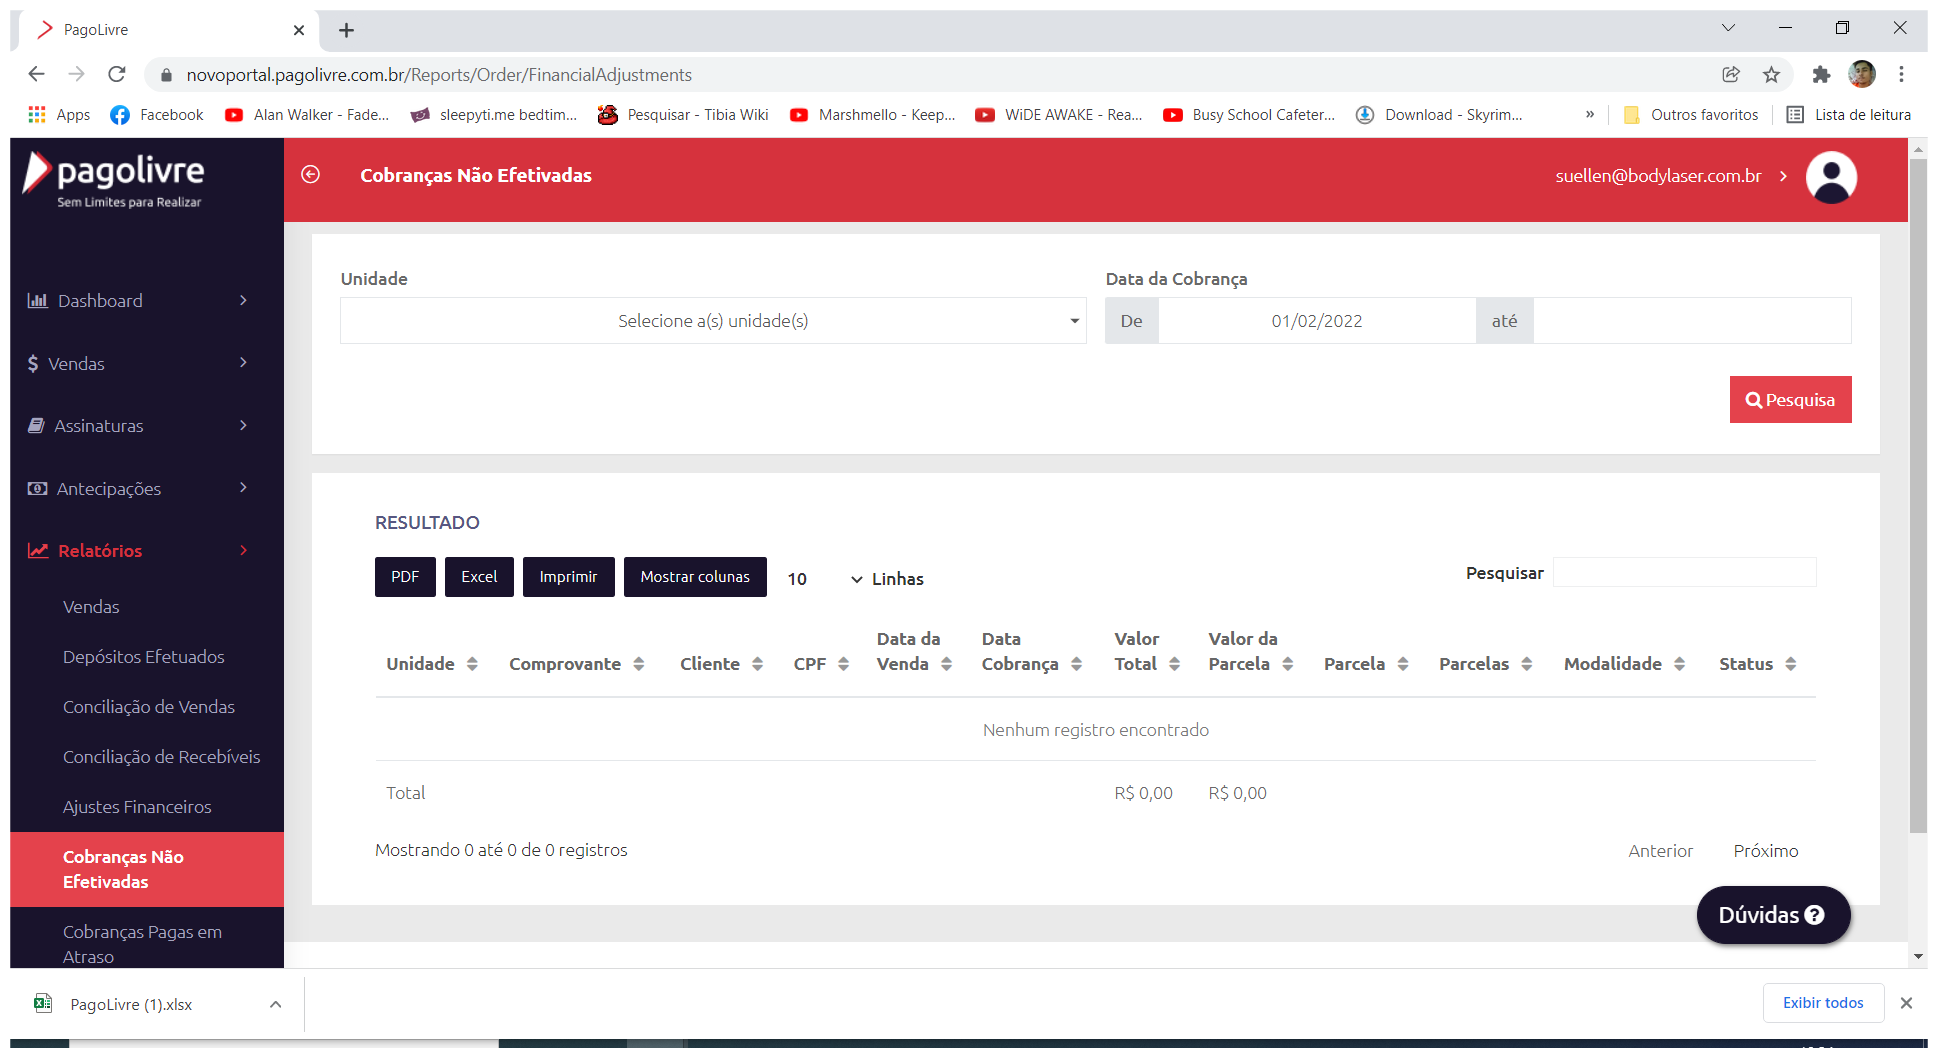 PagoLivre
novoportal.pagolivre.com.br/Reports/Order/FinancialAdjustments
Apps Facebook Alan Walker - Fade... sleepyti.me bedtim... Pesquisar - Tibia Wiki Marshmello - Keep... WiDE AWAKE - Rea... Busy School Cafeter... Download - Skyrim... » Outros favoritos Lista de leitura
pagolivre
Sem Limites para Realizar
Cobranças Não Efetivadas
suellen@bodylaser.com.br
Dashboard
Vendas
Assinaturas
Antecipações
Relatórios
Vendas
Depósitos Efetuados
Conciliação de Vendas
Conciliação de Recebíveis
Ajustes Financeiros
Cobranças Não
Efetivadas
Cobranças Pagas em
Atraso
Unidade
Selecione a(s) unidade(s)
Data da Cobrança
De 01/02/2022 até
Pesquisa
RESULTADO
PDF Excel Imprimir Mostrar colunas 10 Linhas
Pesquisar
Unidade Comprovante Cliente CPF Data da Venda Data Cobrança Valor Total Valor da Parcela Parcela Parcelas Modalidade Status
Nenhum registro encontrado
Total R$ 0,00 R$ 0,00
Mostrando 0 até 0 de 0 registros
Anterior Próximo
Dúvidas
PagoLivre (1).xlsx
Exibir todos